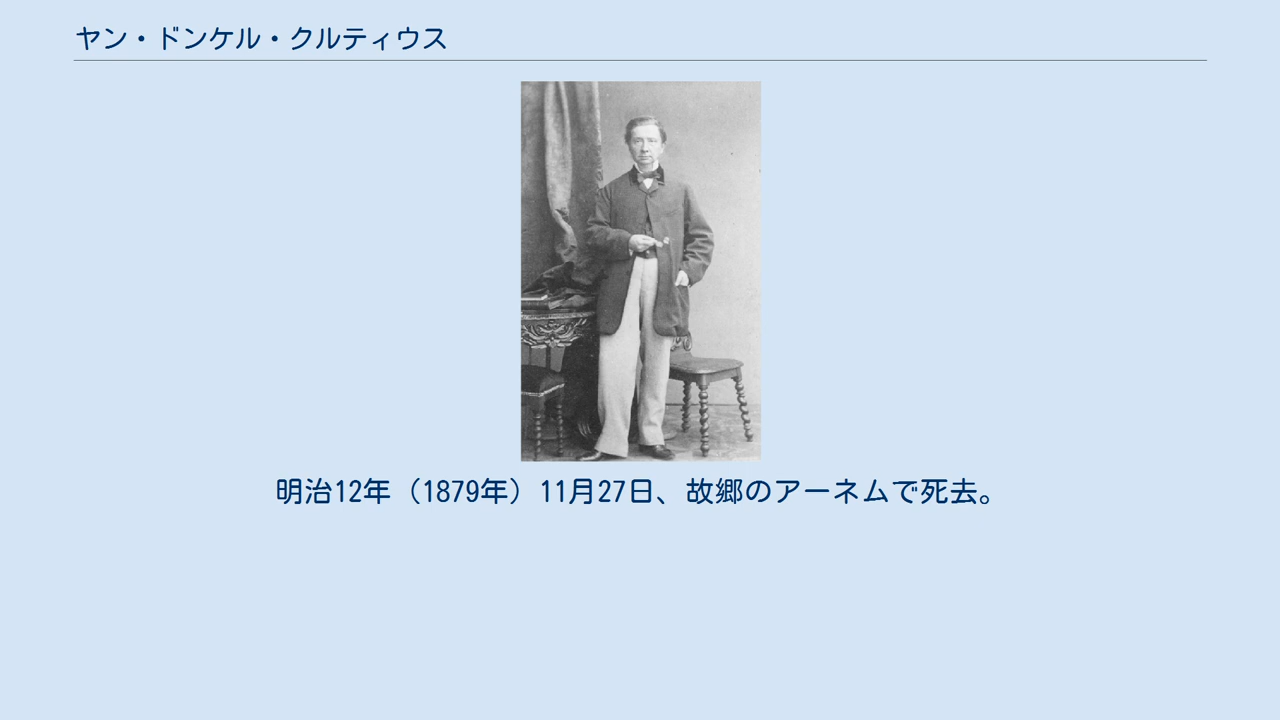 ヤン・ドンケル・クルティウス
明治12年（1879年）11月27日、故郷のアーネムで死去。